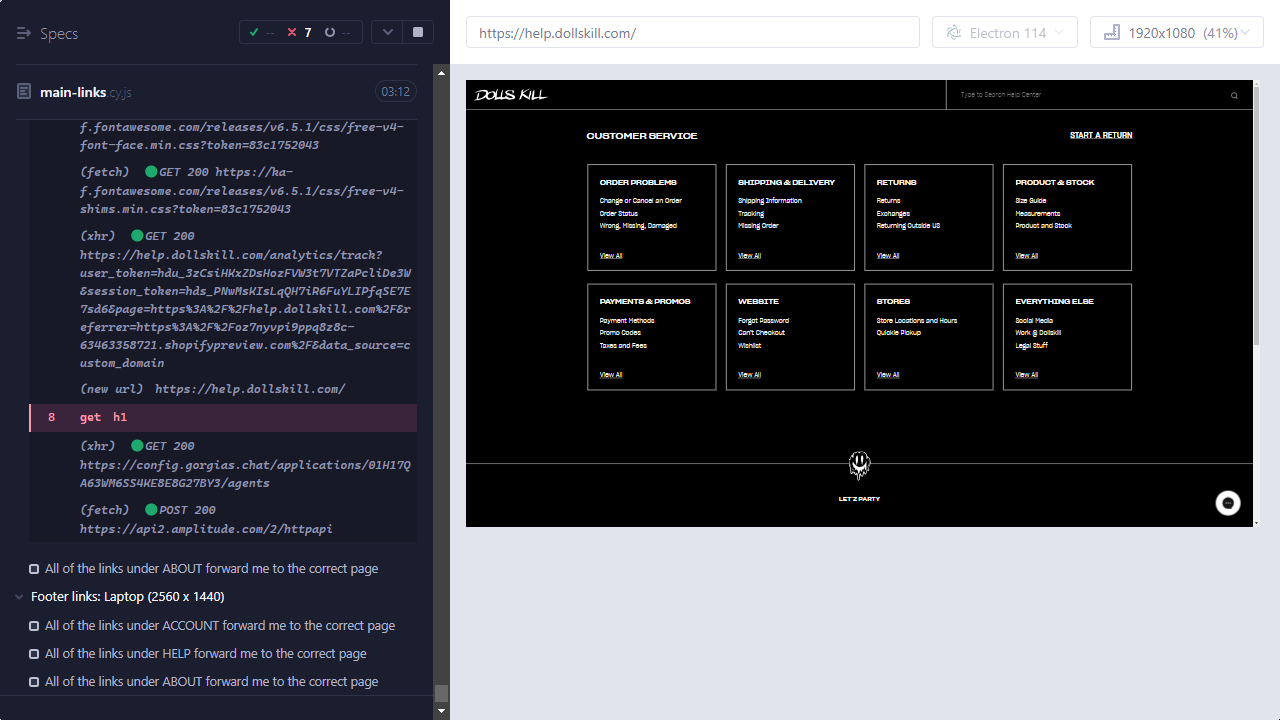 Specs
-- 7 --
main-links.cy.js 03:12
f.fontawesome.com/releases/v6.5.1/css/free-v4-
font-face.min.css?token=83c1752043
(fetch) GET 200 https://ka-
f.fontawesome.com/releases/v6.5.1/css/free-v4-
shims.min.css?token=83c1752043
(xhr) GET 200
https://help.dollskill.com/analytics/track?
user_token=hdu_3zCsiHKxZDsHozFVW3t7VTZaPcliDe3W
&session_token=hds_PNwMsKIsLqQH7iR6FuYLIPfqSE7E
7sd6&page=https%3A%2F%2Fhelp.dollskill.com%2F&r
eferrer=https%3A%2F%2Foz7nyvpi9ppq8z8c-
63463358721.shopifypreview.com%2F&data_source=c
ustom_domain
(new url) https://help.dollskill.com/
8 get h1
(xhr) GET 200
https://config.gorgias.chat/applications/01H17Q
A63WM6SS4KE8E8G27BY3/agents
(fetch) POST 200
https://api2.amplitude.com/2/httpapi
All of the links under ABOUT forward me to the correct page
Footer links: Laptop (2560 x 1440)
All of the links under ACCOUNT forward me to the correct page
All of the links under HELP forward me to the correct page
All of the links under ABOUT forward me to the correct page
https://help.dollskill.com/
Electron 114
1920x1080 (41%)
DOLLS KILL
Type to Search Help Center
CUSTOMER SERVICE
START A RETURN
ORDER PROBLEMS
Change or Cancel an Order
Order Status
Wrong, Missing, Damaged
View All
SHIPPING & DELIVERY
Shipping Information
Tracking
Missing Order
View All
RETURNS
Returns
Exchanges
Returning Outside US
View All
PRODUCT & STOCK
Size Guide
Measurements
Product and Stock
View All
PAYMENTS & PROMOS
Payment Methods
Promo Codes
Taxes and Fees
View All
WEBSITE
Forgot Password
Can't Checkout
Wishlist
View All
STORES
Store Locations and Hours
Quickie Pickup
View All
EVERYTHING ELSE
Social Media
Work @ Dollskill
Legal Stuff
View All
LET'Z PARTY